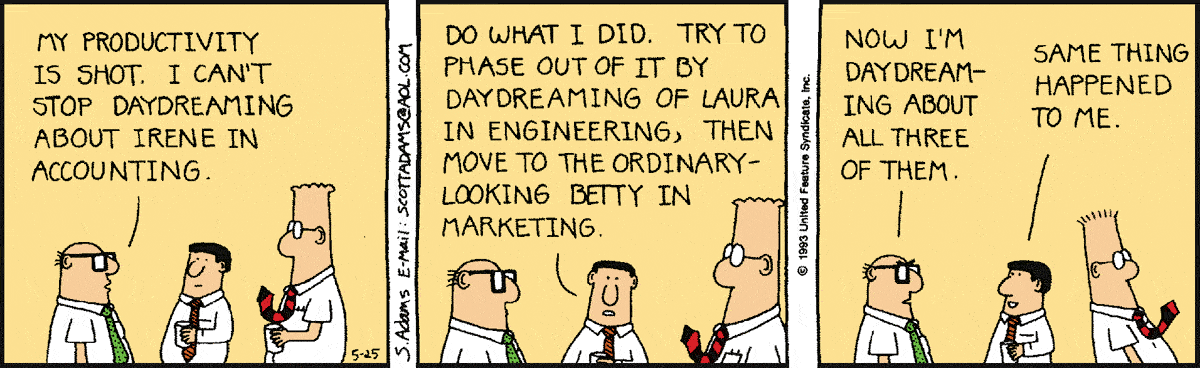 MY PRODUCTIVITY
IS SHOT. I CAN'T
STOP DAYDREAMING
ABOUT IRENE IN
ACCOUNTING.
5-25
S.Adams E-Mail: SCOTTADAMS@AOL.COM
DO WHAT I DID. TRY TO
PHASE OUT OF IT BY
DAYDREAMING OF LAURA
IN ENGINEERING, THEN
MOVE TO THE ORDINARY-
LOOKING BETTY IN
MARKETING.
© 1993 United Feature Syndicate, Inc.
NOW I'M
DAYDREAM-
ING ABOUT
ALL THREE
OF THEM.
SAME THING
HAPPENED
TO ME.